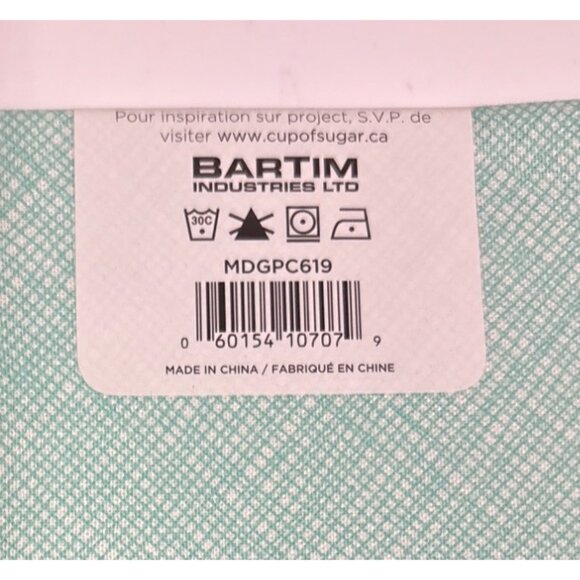 Pour inspiration sur project, S.V.P. de
visiter www.cupofsugar.ca
BARTIM
INDUSTRIES LTD
30C
MDGPC619
0 60154 10707 9
MADE IN CHINA / FABRIQUÉ EN CHINE